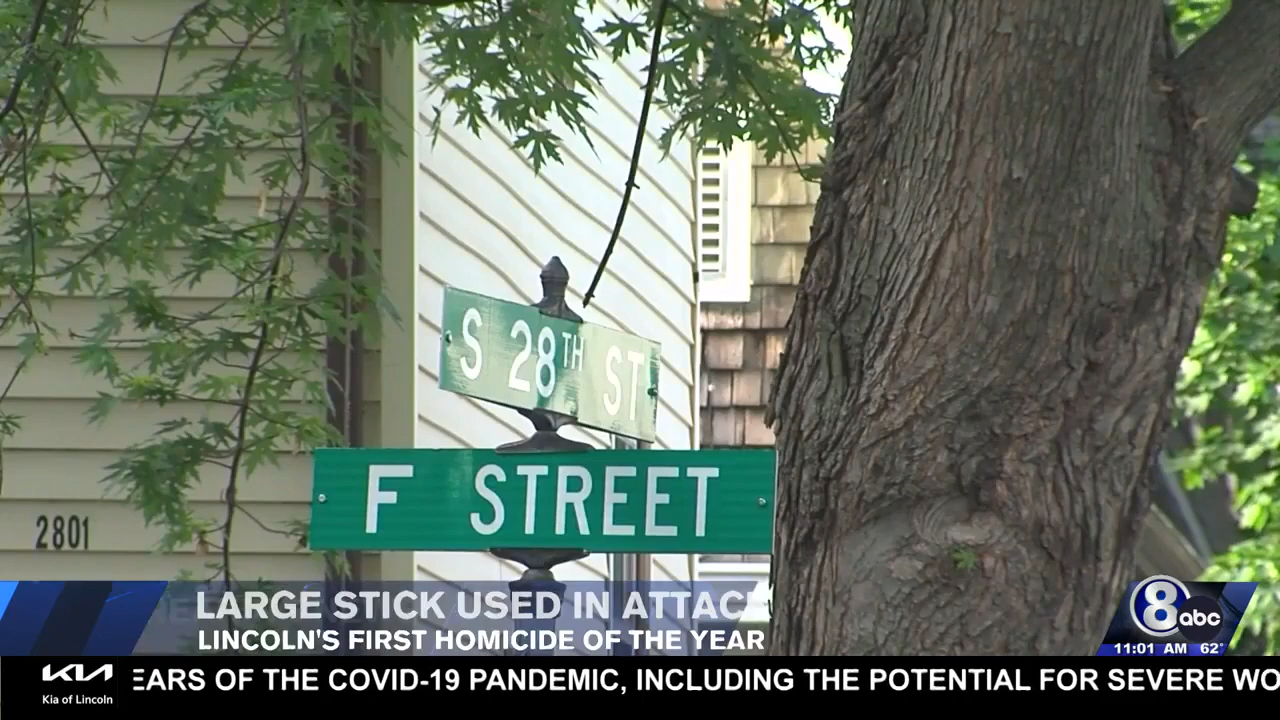 S 28TH ST
F STREET
2801
LARGE STICK USED IN ATTAC
LINCOLN'S FIRST HOMICIDE OF THE YEAR
8 abc
11:01 AM 62°
KIA
Kia of Lincoln
EARS OF THE COVID-19 PANDEMIC, INCLUDING THE POTENTIAL FOR SEVERE WO